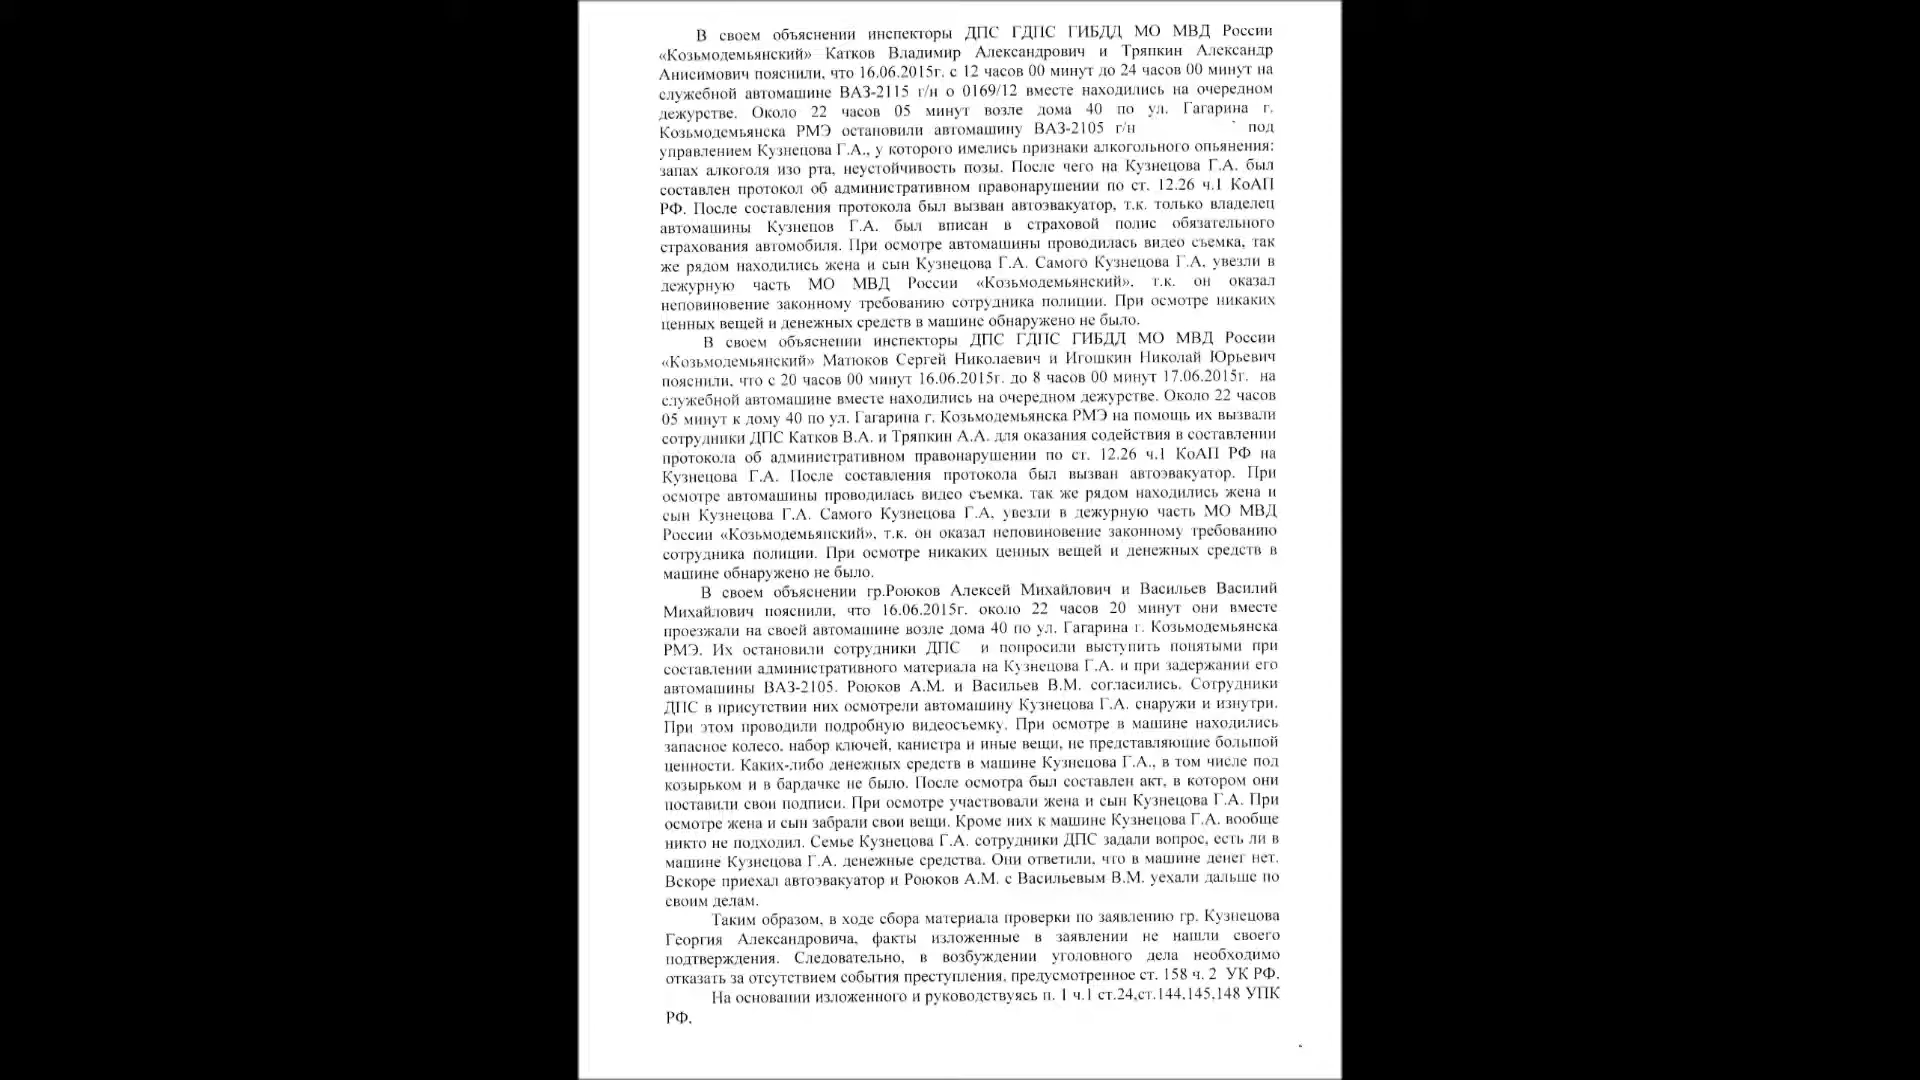 В своем объяснении инспекторы ДПС ГДПС ГИБДД МО МВД России
«Козьмодемьянский» Катков Владимир Александрович и Тряпкин Александр
Анисимович пояснили, что 16.06.2015г. с 12 часов 00 минут до 24 часов 00 минут на
служебной автомашине ВАЗ-2115 г/н о 0169/12 вместе находились на очередном
дежурстве. Около 22 часов 05 минут возле дома 40 по ул. Гагарина г.
Козьмодемьянска РМЭ остановили автомашину ВАЗ-2105 г/н под
управлением Кузнецова Г.А., у которого имелись признаки алкогольного опьянения:
запах алкоголя изо рта, неустойчивость позы. После чего на Кузнецова Г.А. был
составлен протокол об административном правонарушении по ст. 12.26 ч.1 КоАП
РФ. После составления протокола был вызван автоэвакуатор, т.к. только владелец
автомашины Кузнецов Г.А. был вписан в страховой полис обязательного
страхования автомобиля. При осмотре автомашины проводилась видео съемка, так
же рядом находились жена и сын Кузнецова Г.А. Самого Кузнецова Г.А. увезли в
дежурную часть МО МВД России «Козьмодемьянский», т.к. он оказал
неповиновение законному требованию сотрудника полиции. При осмотре никаких
ценных вещей и денежных средств в машине обнаружено не было.
В своем объяснении инспекторы ДПС ГДПС ГИБДД МО МВД России
«Козьмодемьянский» Матюков Сергей Николаевич и Игошкин Николай Юрьевич
пояснили, что с 20 часов 00 минут 16.06.2015г. до 8 часов 00 минут 17.06.2015г. на
служебной автомашине вместе находились на очередном дежурстве. Около 22 часов
05 минут к дому 40 по ул. Гагарина г. Козьмодемьянска РМЭ на помощь их вызвали
сотрудники ДПС Катков В.А. и Тряпкин А.А. для оказания содействия в составлении
протокола об административном правонарушении по ст. 12.26 ч.1 КоАП РФ на
Кузнецова Г.А. После составления протокола был вызван автоэвакуатор. При
осмотре автомашины проводилась видео съемка, так же рядом находились жена и
сын Кузнецова Г.А. Самого Кузнецова Г.А. увезли в дежурную часть МО МВД
России «Козьмодемьянский», т.к. он оказал неповиновение законному требованию
сотрудника полиции. При осмотре никаких ценных вещей и денежных средств в
машине обнаружено не было.
В своем объяснении гр.Роюков Алексей Михайлович и Васильев Василий
Михайлович пояснили, что 16.06.2015г. около 22 часов 20 минут они вместе
проезжали на своей автомашине возле дома 40 по ул. Гагарина г. Козьмодемьянска
РМЭ. Их остановили сотрудники ДПС и попросили выступить понятыми при
составлении административного материала на Кузнецова Г.А. и при задержании его
автомашины ВАЗ-2105. Роюков А.М. и Васильев В.М. согласились. Сотрудники
ДПС в присутствии них осмотрели автомашину Кузнецова Г.А. снаружи и изнутри.
При этом проводили подробную видеосъемку. При осмотре в машине находились
запасное колесо, набор ключей, канистра и иные вещи, не представляющие большой
ценности. Каких-либо денежных средств в машине Кузнецова Г.А., в том числе под
козырьком и в бардачке не было. После осмотра был составлен акт, в котором они
поставили свои подписи. При осмотре участвовали жена и сын Кузнецова Г.А. При
осмотре жена и сын забрали свои вещи. Кроме них к машине Кузнецова Г.А. вообще
никто не подходил. Семье Кузнецова Г.А. сотрудники ДПС задали вопрос, есть ли в
машине Кузнецова Г.А. денежные средства. Они ответили, что в машине денег нет.
Вскоре приехал автоэвакуатор и Роюков А.М. с Васильевым В.М. уехали дальше по
своим делам.
Таким образом, в ходе сбора материала проверки по заявлению гр. Кузнецова
Георгия Александровича, факты изложенные в заявлении не нашли своего
подтверждения. Следовательно, в возбуждении уголовного дела необходимо
отказать за отсутствием события преступления, предусмотренное ст. 158 ч. 2 УК РФ.
На основании изложенного и руководствуясь п. 1 ч.1 ст.24,ст.144,145,148 УПК
РФ,